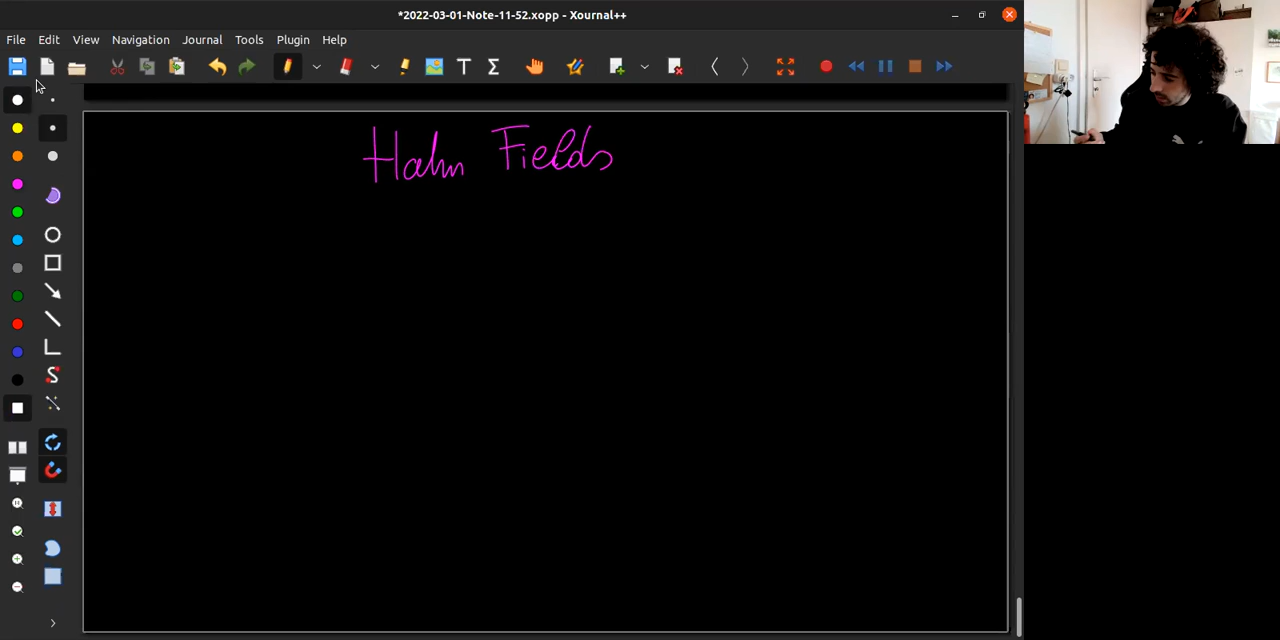 *2022-03-01-Note-11-52.xopp - Xournal++
File Edit View Navigation Journal Tools Plugin Help
Hahn Fields